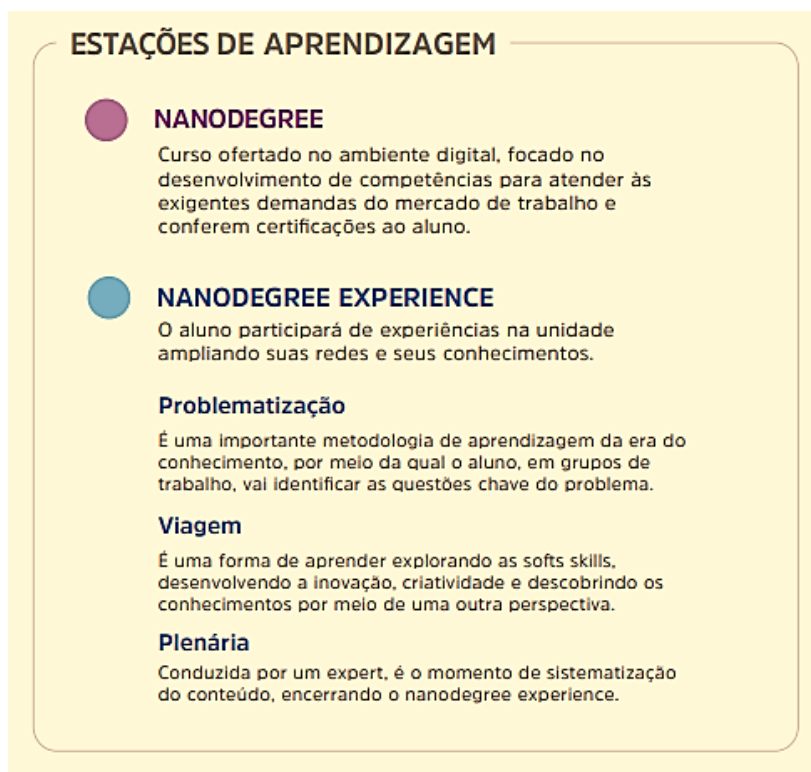 ESTAÇÕES DE APRENDIZAGEM
NANODEGREE
Curso ofertado no ambiente digital, focado no
desenvolvimento de competências para atender às
exigentes demandas do mercado de trabalho e
conferem certificações ao aluno.
NANODEGREE EXPERIENCE
O aluno participará de experiências na unidade
ampliando suas redes e seus conhecimentos.
Problematização
É uma importante metodologia de aprendizagem da era do
conhecimento, por meio da qual o aluno, em grupos de
trabalho, vai identificar as questões chave do problema.
Viagem
É uma forma de aprender explorando as softs skills,
desenvolvendo a inovação, criatividade e descobrindo os
conhecimentos por meio de uma outra perspectiva.
Plenária
Conduzida por um expert, é o momento de sistematização
do conteúdo, encerrando o nanodegree experience.